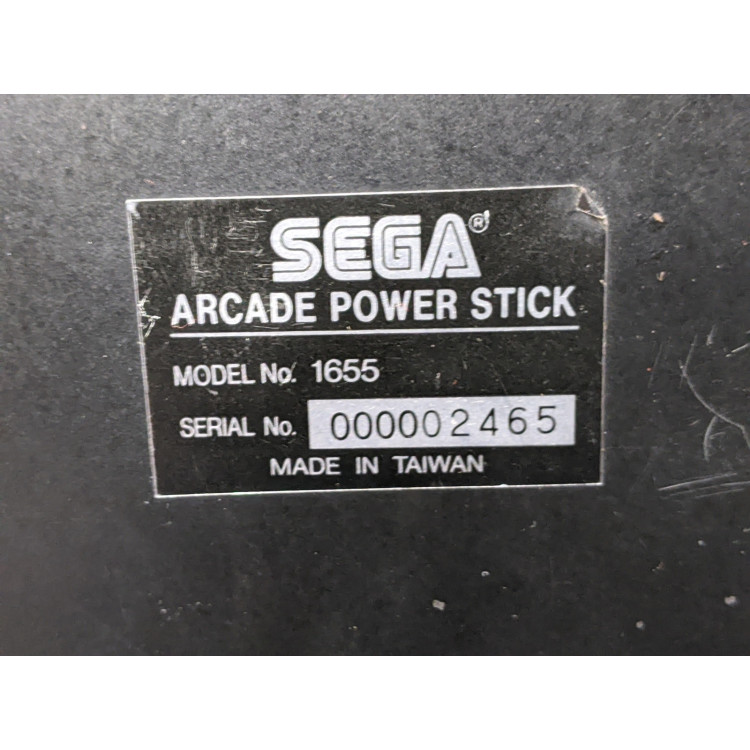 SEGA®
ARCADE POWER STICK
MODEL No. 1655
SERIAL No. 000002465
MADE IN TAIWAN